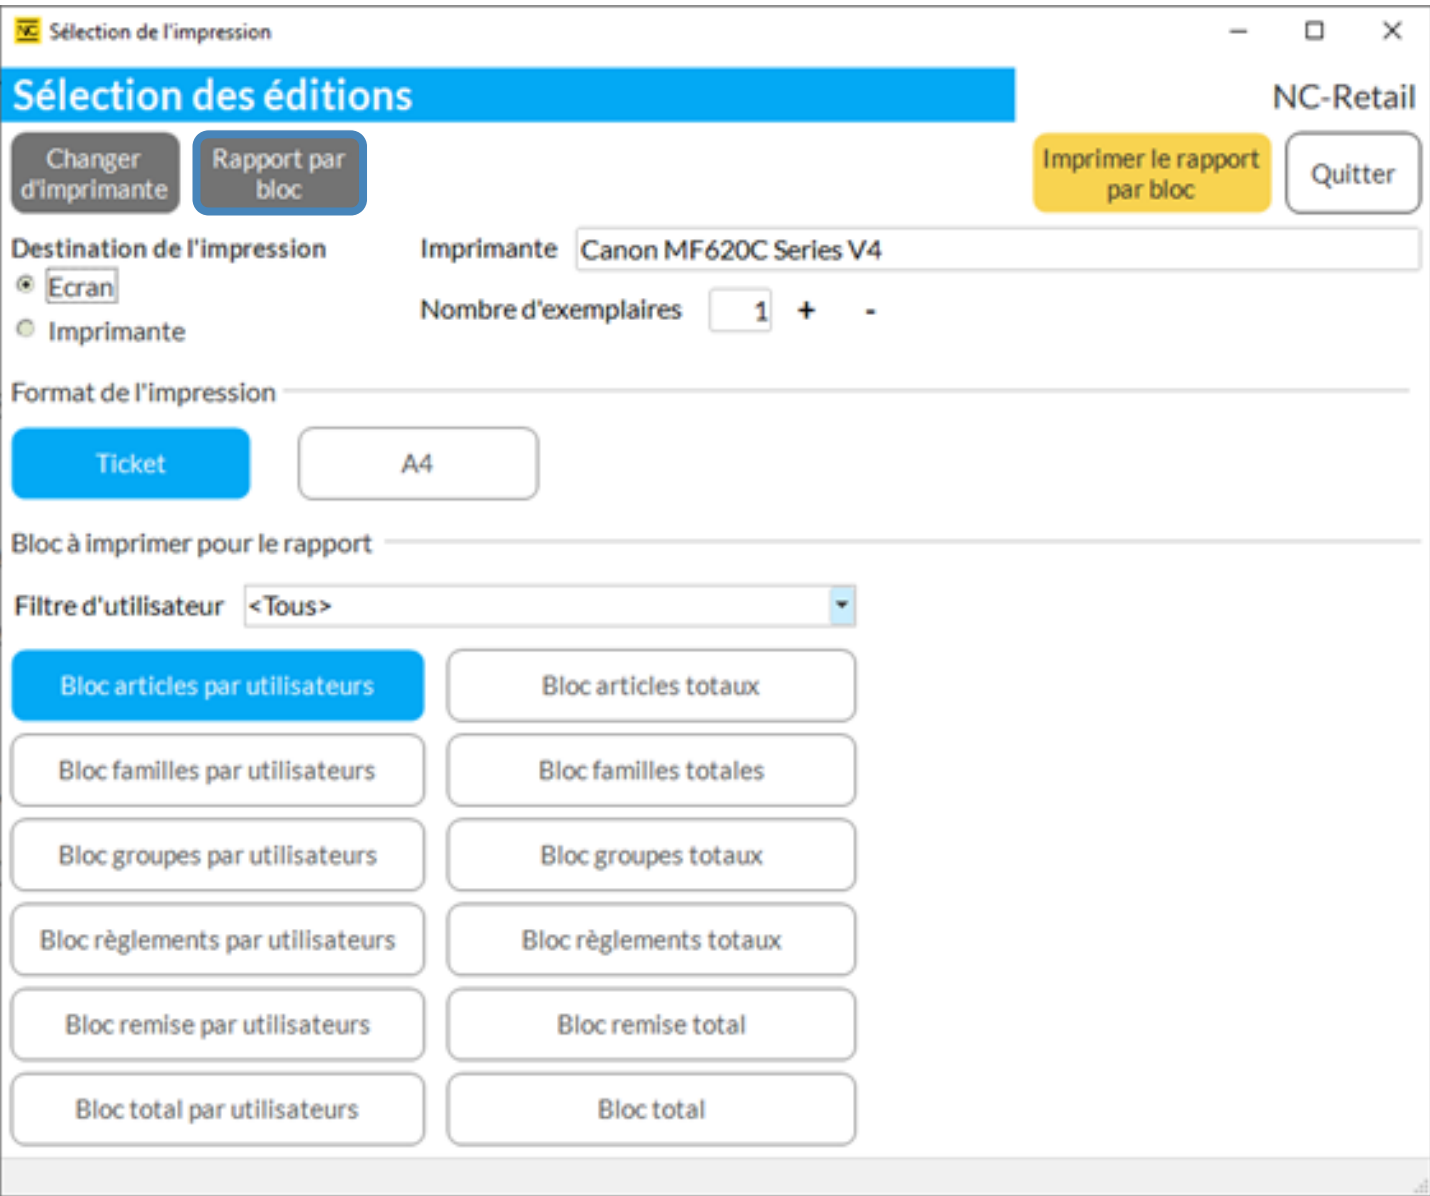 NC Sélection de l'impression
Sélection des éditions
NC-Retail
Changer
d'imprimante
Rapport par
bloc
Imprimer le rapport
par bloc
Quitter
Destination de l'impression
Ecran
Imprimante
Imprimante Canon MF620C Series V4
Nombre d'exemplaires 1 + -
Format de l'impression
Ticket
A4
Bloc à imprimer pour le rapport
Filtre d'utilisateur <Tous>
Bloc articles par utilisateurs
Bloc articles totaux
Bloc familles par utilisateurs
Bloc familles totales
Bloc groupes par utilisateurs
Bloc groupes totaux
Bloc règlements par utilisateurs
Bloc règlements totaux
Bloc remise par utilisateurs
Bloc remise total
Bloc total par utilisateurs
Bloc total